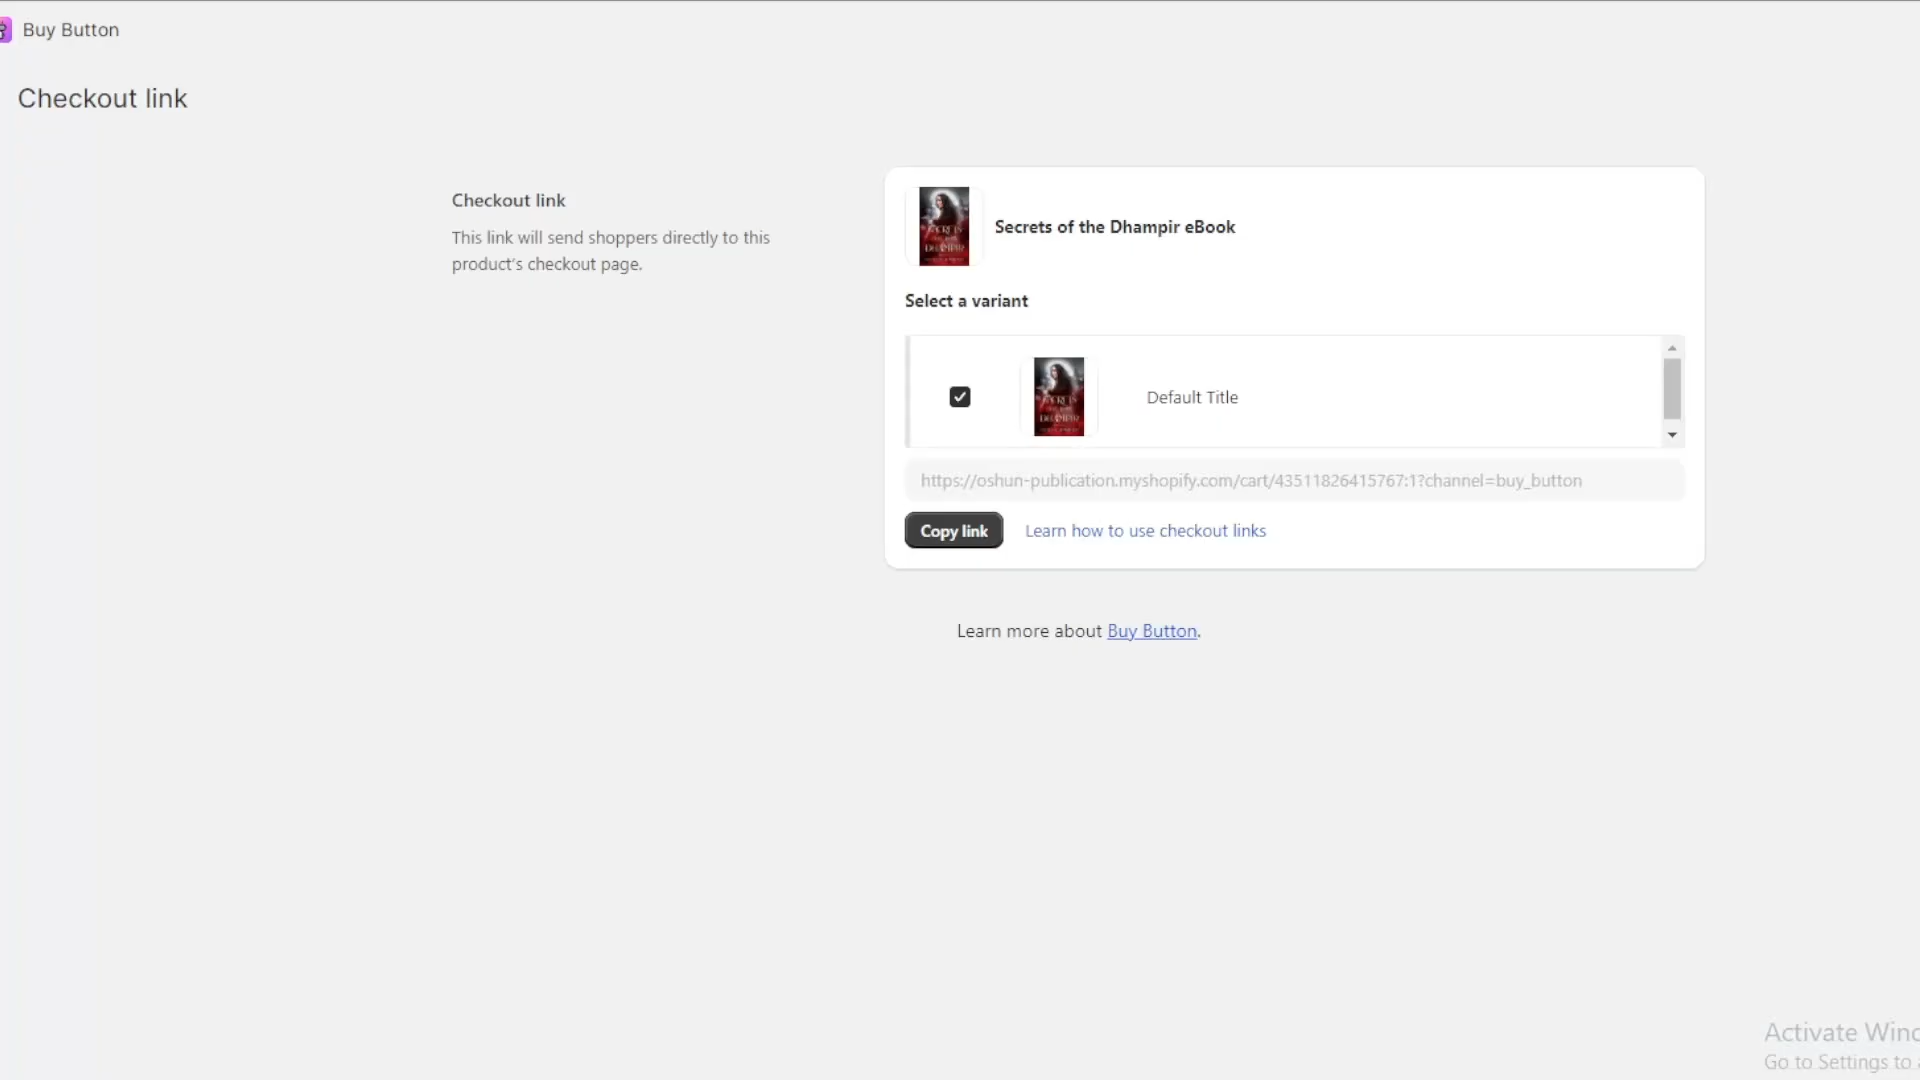 Buy Button
Checkout link
Checkout link
This link will send shoppers directly to this
product's checkout page.
Secrets of the Dhampir eBook
Select a variant
Default Title
https://oshun-publication.myshopify.com/cart/43511826415767:1?channel=buy_button
Copy link
Learn how to use checkout links
Learn more about Buy Button.
Activate Wind
Go to Settings to a